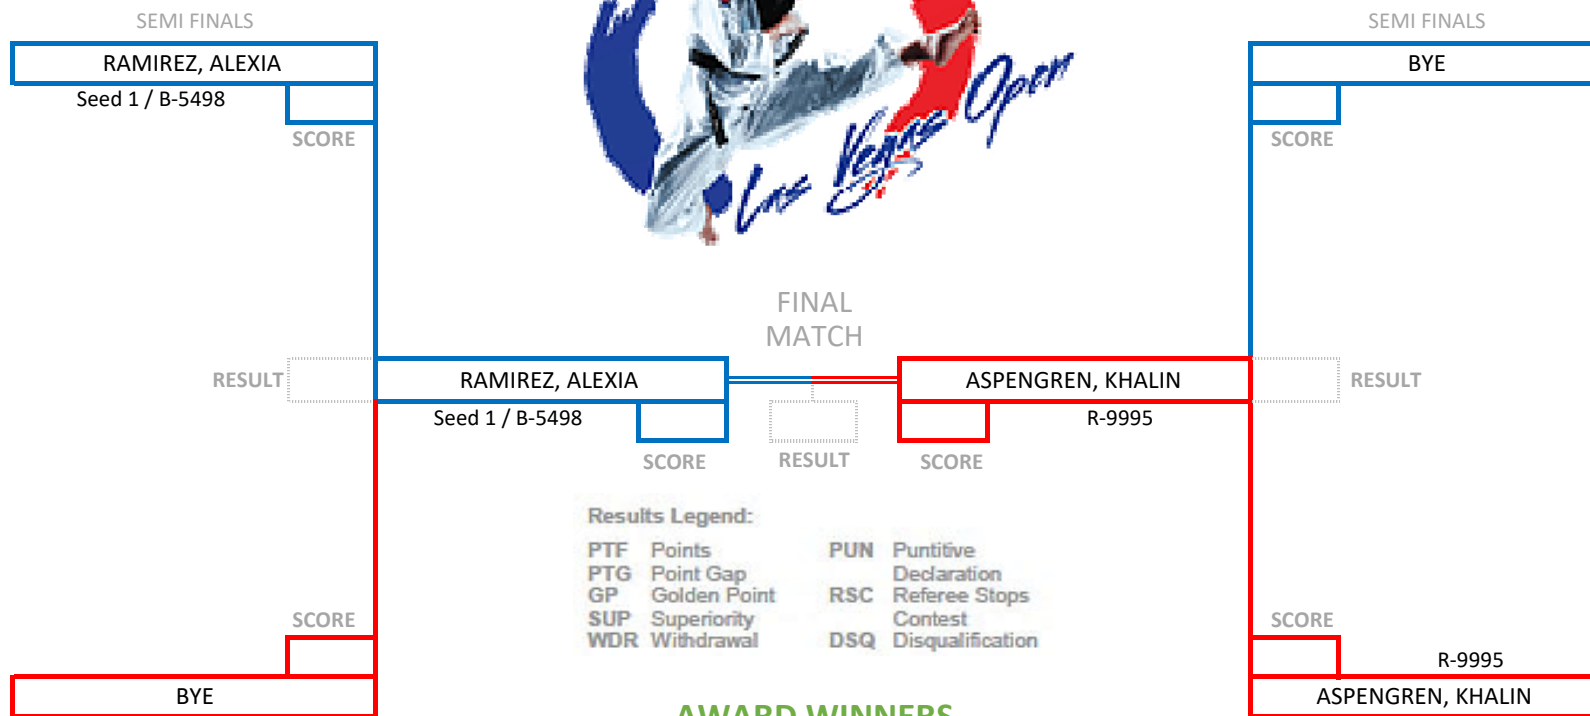 SEMI FINALS
SEMI FINALS
RAMIREZ, ALEXIA
BYE
Seed 1 / B-5498
SCORE
SCORE
Las Vegas Open
FINAL
MATCH
RESULT
RAMIREZ, ALEXIA
ASPENGREN, KHALIN
RESULT
Seed 1 / B-5498
R-9995
SCORE
RESULT
SCORE
Results Legend:
PTF Points
PTG Point Gap
GP Golden Point
SUP Superiority
WDR Withdrawal
PUN Puntitive
Declaration
RSC Referee Stops
Contest
DSQ Disqualification
SCORE
SCORE
R-9995
BYE
ASPENGREN, KHALIN
AWARD WINNERS